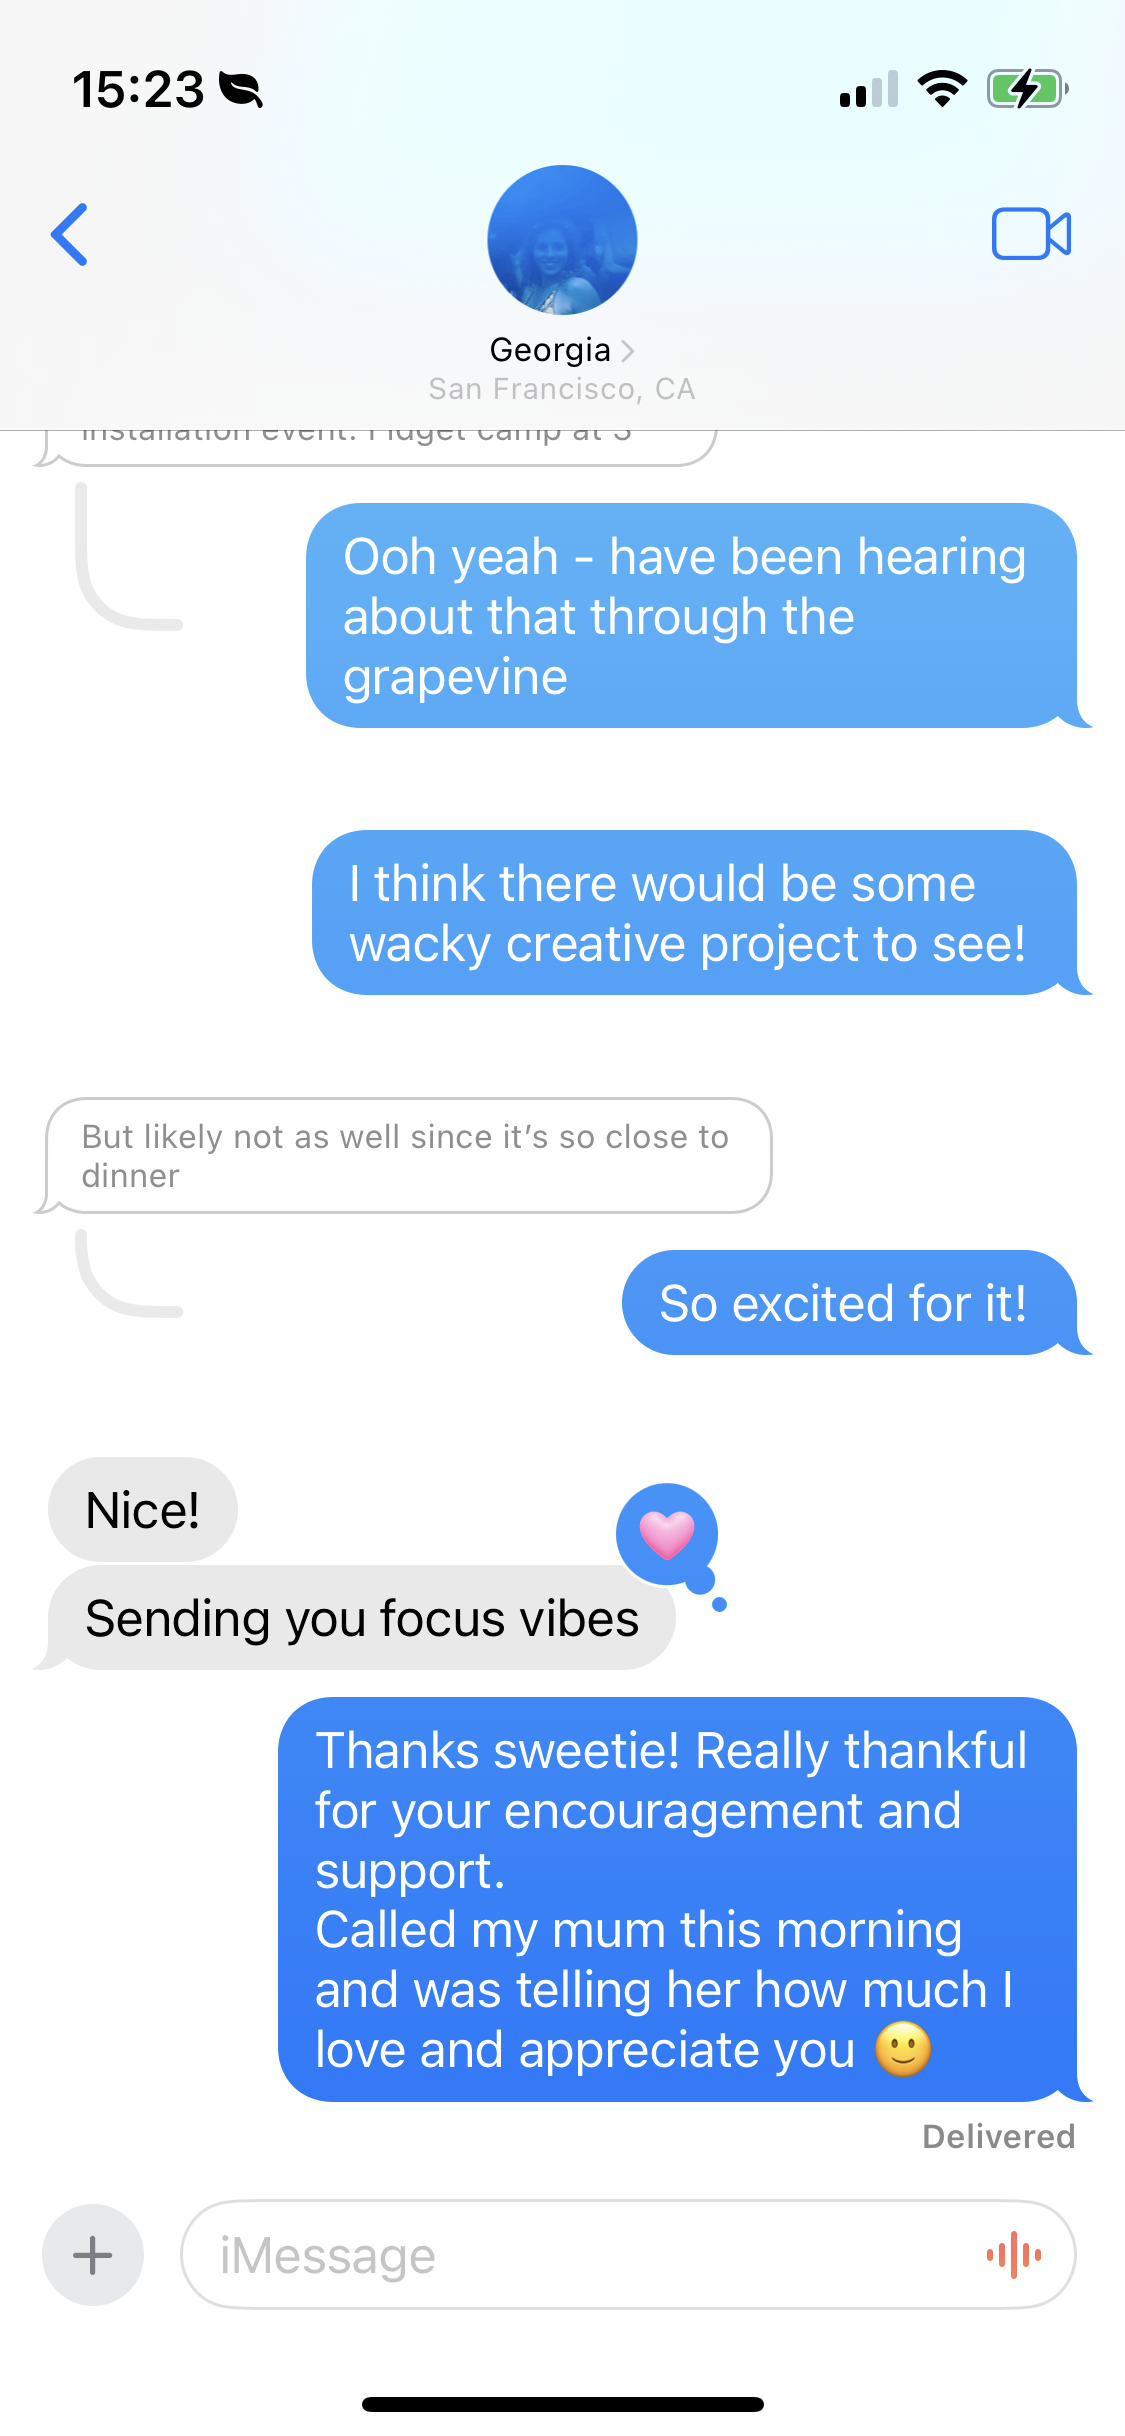 15:23
Georgia
San Francisco, CA
installation event. Fidget camp at
Ooh yeah - have been hearing
about that through the
grapevine
I think there would be some
wacky creative project to see!
But likely not as well since it's so close to
dinner
So excited for it!
Nice!
Sending you focus vibes
Thanks sweetie! Really thankful
for your encouragement and
support.
Called my mum this morning
and was telling her how much I
love and appreciate you 🙂
Delivered
iMessage